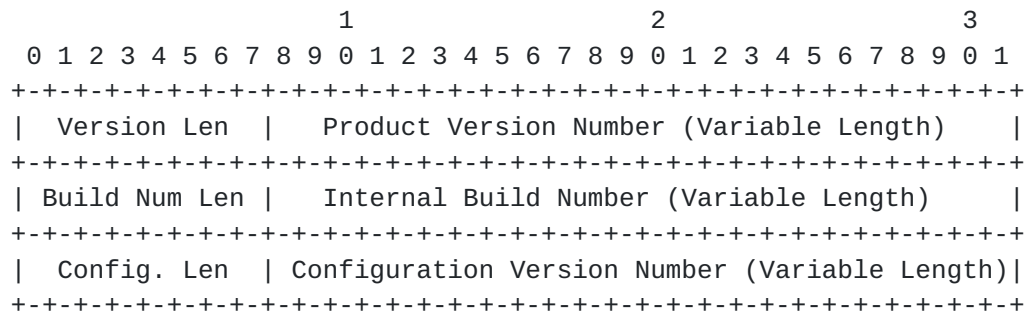 1                   2                   3
 0 1 2 3 4 5 6 7 8 9 0 1 2 3 4 5 6 7 8 9 0 1 2 3 4 5 6 7 8 9 0 1
+-+-+-+-+-+-+-+-+-+-+-+-+-+-+-+-+-+-+-+-+-+-+-+-+-+-+-+-+-+-+-+-+
|  Version Len  |   Product Version Number (Variable Length)    |
+-+-+-+-+-+-+-+-+-+-+-+-+-+-+-+-+-+-+-+-+-+-+-+-+-+-+-+-+-+-+-+-+
| Build Num Len |   Internal Build Number (Variable Length)     |
+-+-+-+-+-+-+-+-+-+-+-+-+-+-+-+-+-+-+-+-+-+-+-+-+-+-+-+-+-+-+-+-+
|  Config. Len  | Configuration Version Number (Variable Length)|
+-+-+-+-+-+-+-+-+-+-+-+-+-+-+-+-+-+-+-+-+-+-+-+-+-+-+-+-+-+-+-+-+